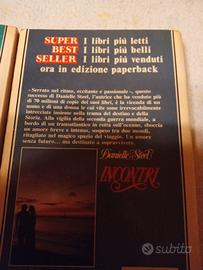 SUPER I libri più letti
BEST I libri più belli
SELLER I libri più venduti
ora in edizione paperback
« Serrato nel ritmo, eccitante e passionale », questo
successo di Danielle Steel, l'autrice che ha venduto più
di 70 milioni di copie dei suoi libri, è la vicenda di un
uomo e di una donna le cui vite sono irrevocabilmente
intrecciate insieme nella trama del destino e della
Storia. Alla vigilia della seconda guerra mondiale, a
bordo di un transatlantico in rotta sull'oceano, sboccia
un amore breve e intenso, sospeso tra due mondi,
ritagliato nel magico spazio del viaggio. Un amore
senza futuro... ma destinato a sopravvivere.
Danielle Steel
INCONTRI
subito